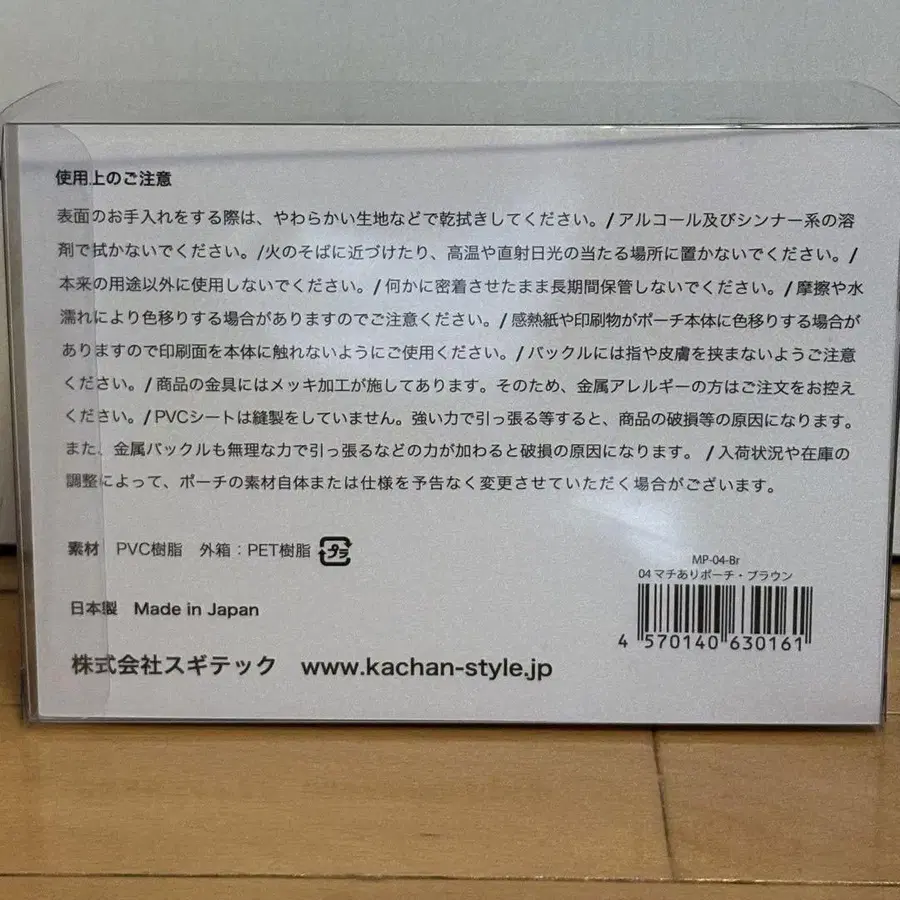 使用上のご注意
表面のお手入れをする際は、やわらかい生地などで乾拭きしてください。/アルコール及びシンナー系の溶
剤で拭かないでください。/火のそばに近づけたり、高温や直射日光の当たる場所に置かないでください。/
本来の用途以外に使用しないでください。/何かに密着させたまま長期間保管しないでください。/摩擦や水
濡れにより色移りする場合がありますのでご注意ください。/感熱紙や印刷物がポーチ本体に色移りする場合が
ありますので印刷面を本体に触れないようにご使用ください。/バックルには指や皮膚を挟まないようご注意
ください。/商品の金具にはメッキ加工が施してあります。そのため、金属アレルギーの方はご注文をお控え
ください。/PVCシートは縫製をしていません。強い力で引っ張る等すると、商品の破損等の原因になります。
また、金属バックルも無理な力で引っ張るなどの力が加わると破損の原因になります。/入荷状況や在庫の
調整によって、ポーチの素材自体または仕様を予告なく変更させていただく場合がございます。
素材 PVC樹脂 外箱：PET樹脂 プラ
MP-04-Br
04 マチありポーチ・ブラウン
日本製 Made in Japan
4 570140 630161
株式会社スギテック www.kachan-style.jp